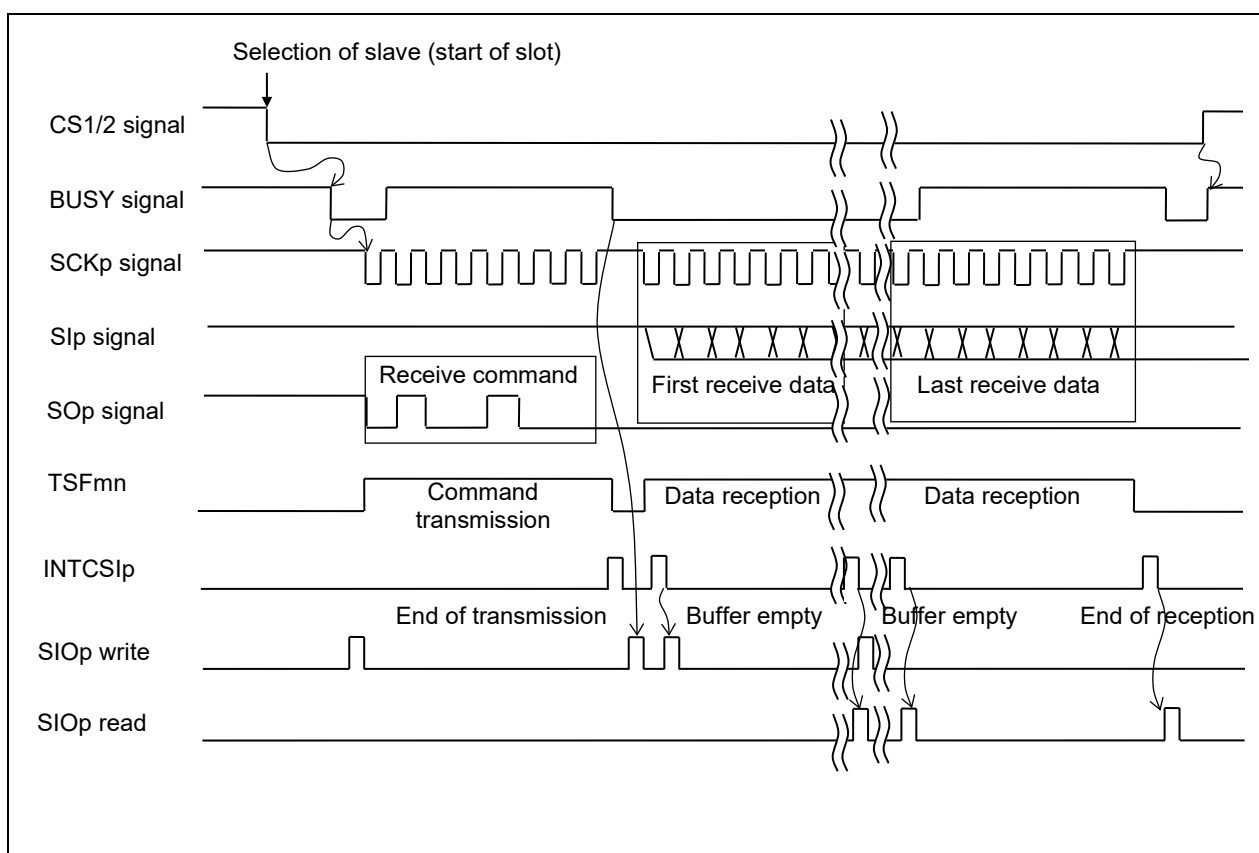 Selection of slave (start of slot)
CS1/2 signal
BUSY signal
SCKp signal
SIp signal
Receive command
First receive data
Last receive data
SOp signal
TSFmn
Command
transmission
Data reception
Data reception
INTCSIp
End of transmission
Buffer empty
Buffer empty
End of reception
SIOp write
SIOp read